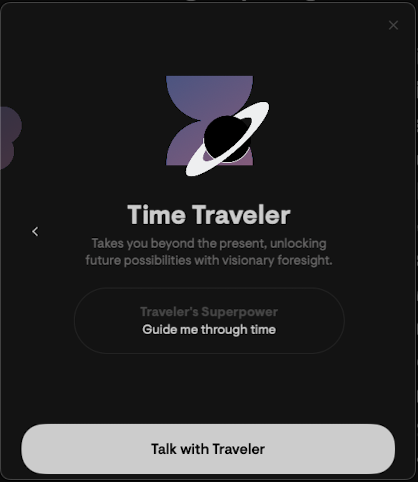 Time Traveler
Takes you beyond the present, unlocking
future possibilities with visionary foresight.
Traveler's Superpower
Guide me through time
Talk with Traveler